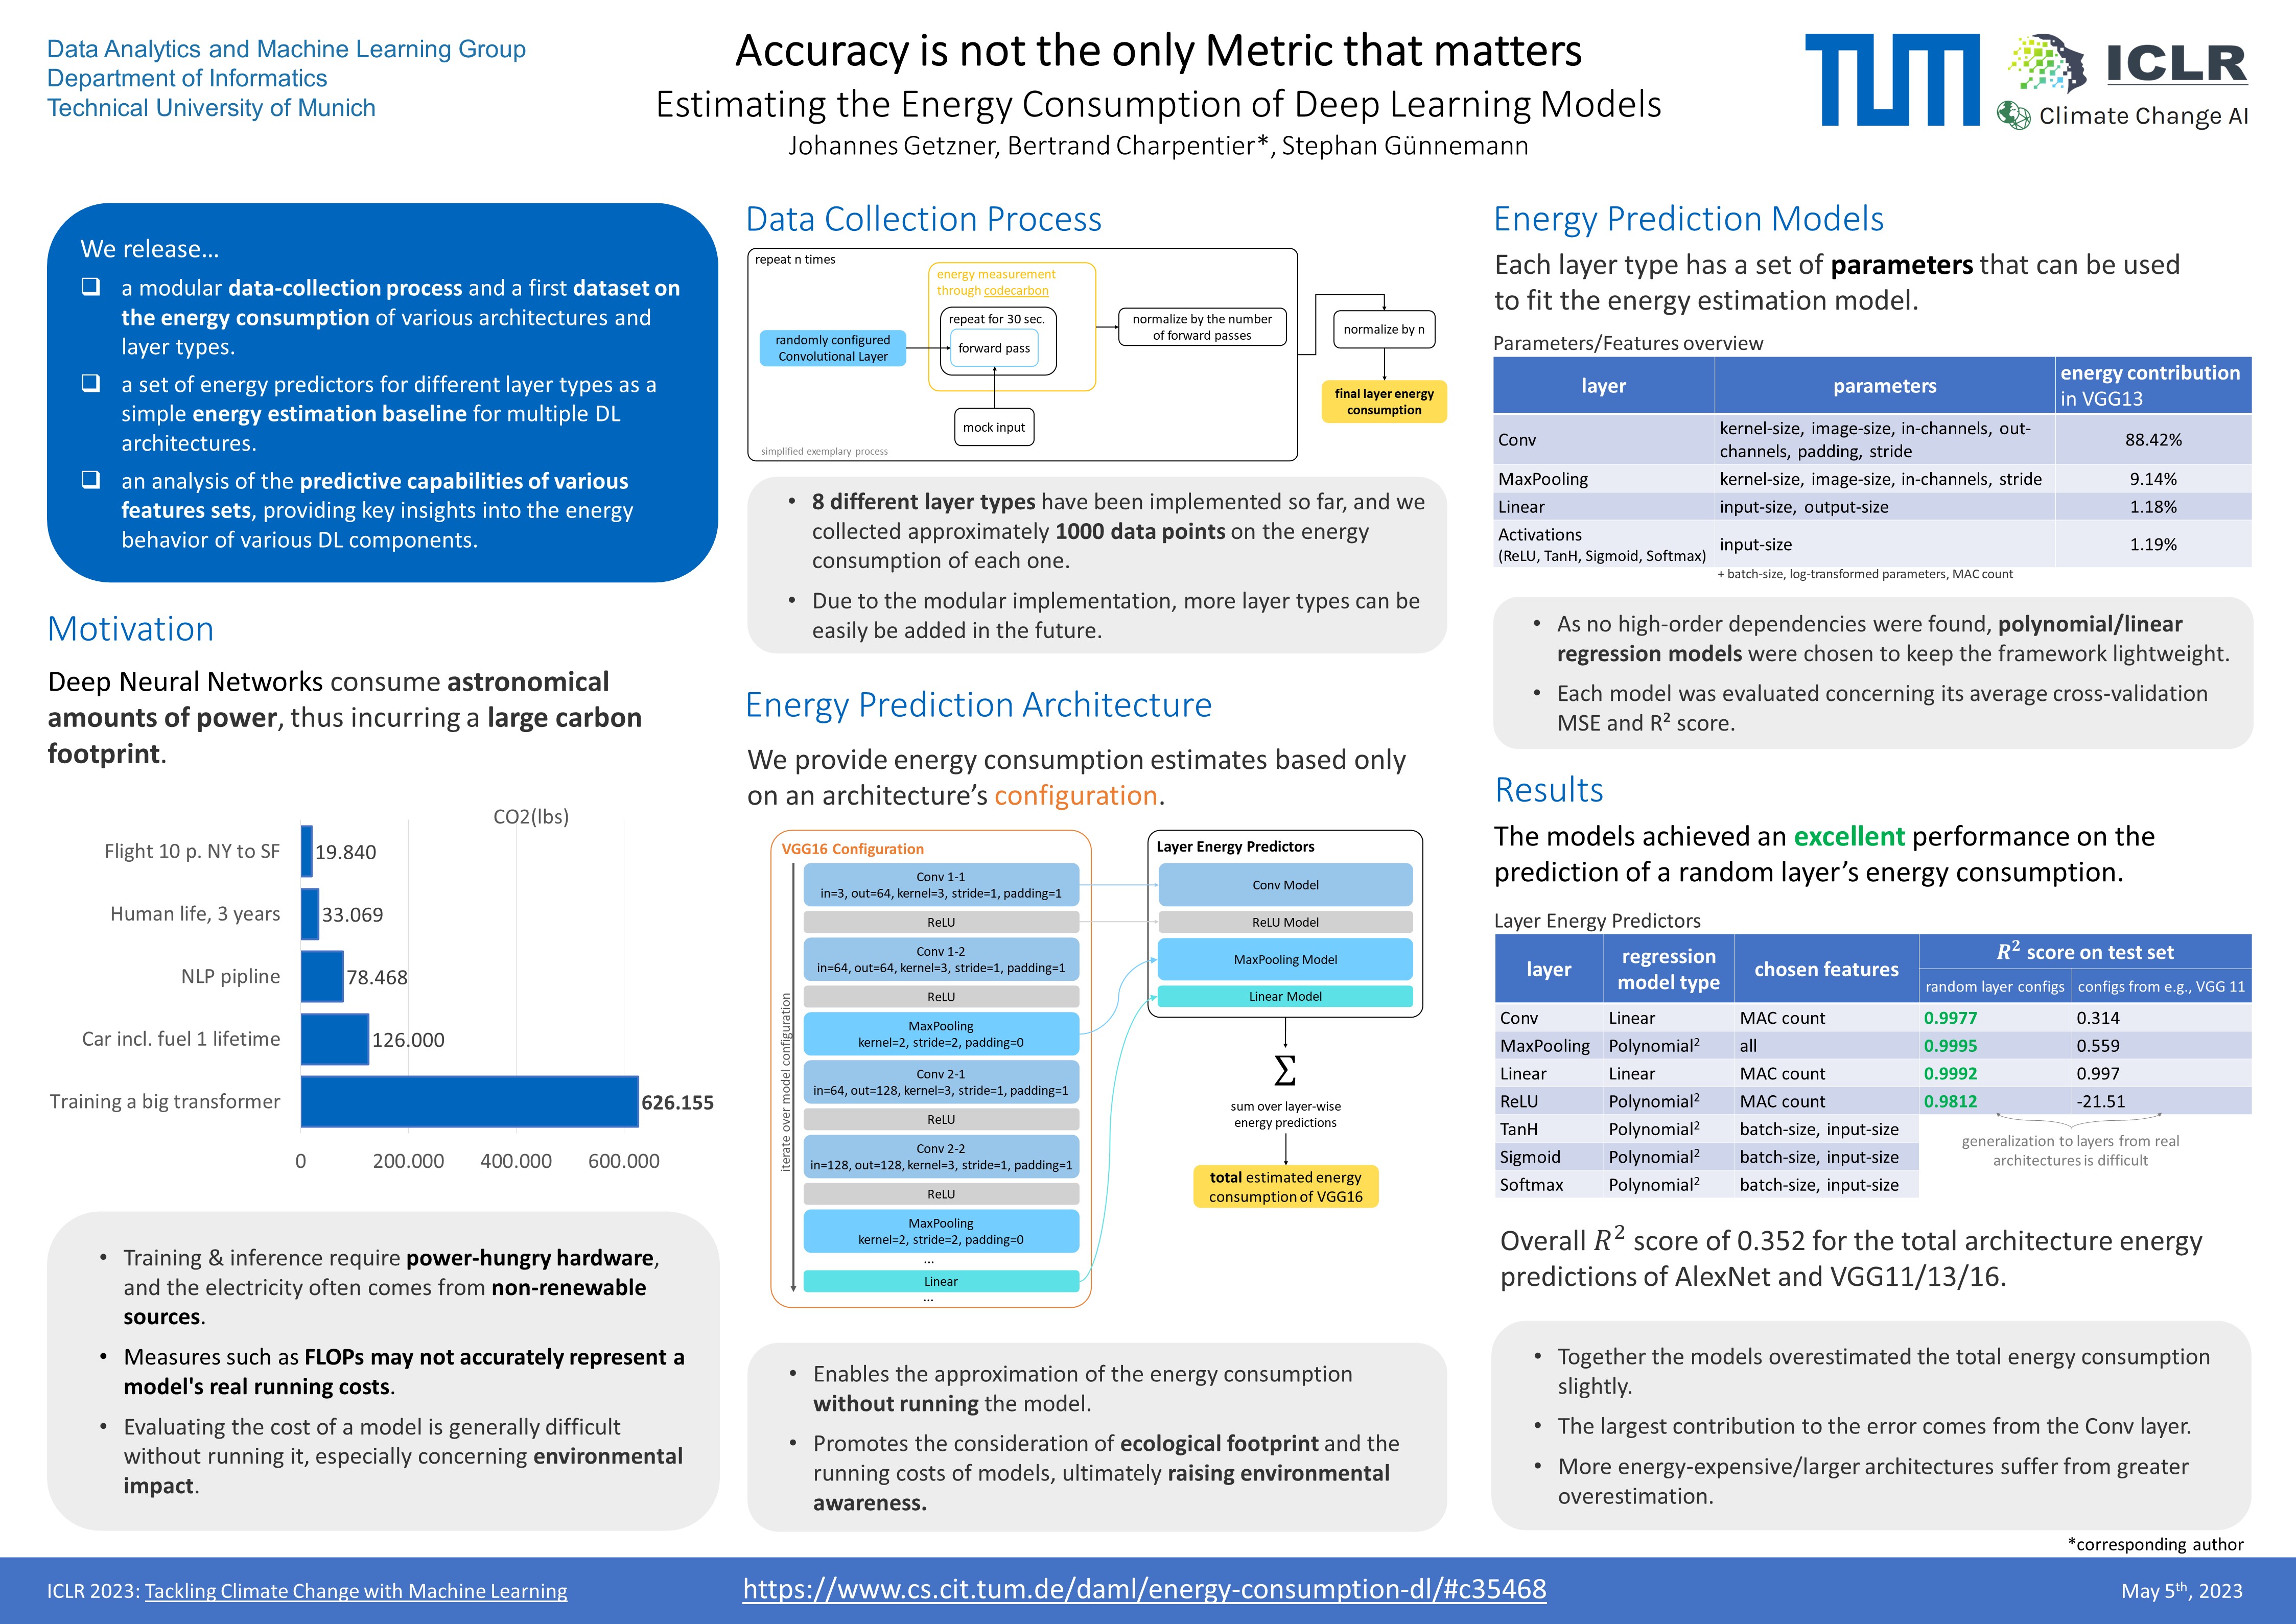 Data Analytics and Machine Learning Group
Department of Informatics
Technical University of Munich
Accuracy is not the only Metric that matters
Estimating the Energy Consumption of Deep Learning Models
Johannes Getzner, Bertrand Charpentier*, Stephan Günnemann
TUM
ICLR
Climate Change AI
We release...
a modular data-collection process and a first dataset on
the energy consumption of various architectures and
layer types.
a set of energy predictors for different layer types as a
simple energy estimation baseline for multiple DL
architectures.
an analysis of the predictive capabilities of various
features sets, providing key insights into the energy
behavior of various DL components.
Motivation
Deep Neural Networks consume astronomical
amounts of power, thus incurring a large carbon
footprint.
CO2(lbs)
Flight 10 p. NY to SF 19.840
Human life, 3 years 33.069
NLP pipline 78.468
Car incl. fuel 1 lifetime 126.000
Training a big transformer 626.155
0 200.000 400.000 600.000
• Training & inference require power-hungry hardware,
and the electricity often comes from non-renewable
sources.
• Measures such as FLOPs may not accurately represent a
model's real running costs.
• Evaluating the cost of a model is generally difficult
without running it, especially concerning environmental
impact.
Data Collection Process
repeat n times
energy measurement
through codecarbon
repeat for 30 sec.
forward pass
randomly configured
Convolutional Layer
mock input
normalize by the number
of forward passes
normalize by n
final layer energy
consumption
simplified exemplary process
• 8 different layer types have been implemented so far, and we
collected approximately 1000 data points on the energy
consumption of each one.
• Due to the modular implementation, more layer types can be
easily be added in the future.
Energy Prediction Architecture
We provide energy consumption estimates based only
on an architecture's configuration.
VGG16 Configuration
iterate over model configuration
Conv 1-1
in=3, out=64, kernel=3, stride=1, padding=1
ReLU
Conv 1-2
in=64, out=64, kernel=3, stride=1, padding=1
ReLU
MaxPooling
kernel=2, stride=2, padding=0
Conv 2-1
in=64, out=128, kernel=3, stride=1, padding=1
ReLU
Conv 2-2
in=128, out=128, kernel=3, stride=1, padding=1
ReLU
MaxPooling
kernel=2, stride=2, padding=0
...
Linear
...
Layer Energy Predictors
Conv Model
ReLU Model
MaxPooling Model
Linear Model
Σ
sum over layer-wise
energy predictions
total estimated energy
consumption of VGG16
• Enables the approximation of the energy consumption
without running the model.
• Promotes the consideration of ecological footprint and the
running costs of models, ultimately raising environmental
awareness.
Energy Prediction Models
Each layer type has a set of parameters that can be used
to fit the energy estimation model.
Parameters/Features overview
layer parameters energy contribution
in VGG13
Conv kernel-size, image-size, in-channels, out-
channels, padding, stride 88.42%
MaxPooling kernel-size, image-size, in-channels, stride 9.14%
Linear input-size, output-size 1.18%
Activations
(ReLU, TanH, Sigmoid, Softmax) input-size 1.19%
+ batch-size, log-transformed parameters, MAC count
• As no high-order dependencies were found, polynomial/linear
regression models were chosen to keep the framework lightweight.
• Each model was evaluated concerning its average cross-validation
MSE and R² score.
Results
The models achieved an excellent performance on the
prediction of a random layer's energy consumption.
Layer Energy Predictors
layer regression
model type chosen features R² score on test set
random layer configs configs from e.g., VGG 11
Conv Linear MAC count 0.9977 0.314
MaxPooling Polynomial² all 0.9995 0.559
Linear Linear MAC count 0.9992 0.997
ReLU Polynomial² MAC count 0.9812 -21.51
TanH Polynomial² batch-size, input-size
Sigmoid Polynomial² batch-size, input-size
Softmax Polynomial² batch-size, input-size
generalization to layers from real
architectures is difficult
Overall R² score of 0.352 for the total architecture energy
predictions of AlexNet and VGG11/13/16.
• Together the models overestimated the total energy consumption
slightly.
• The largest contribution to the error comes from the Conv layer.
• More energy-expensive/larger architectures suffer from greater
overestimation.
*corresponding author
ICLR 2023: Tackling Climate Change with Machine Learning
https://www.cs.cit.tum.de/daml/energy-consumption-dl/#c35468
May 5th, 2023